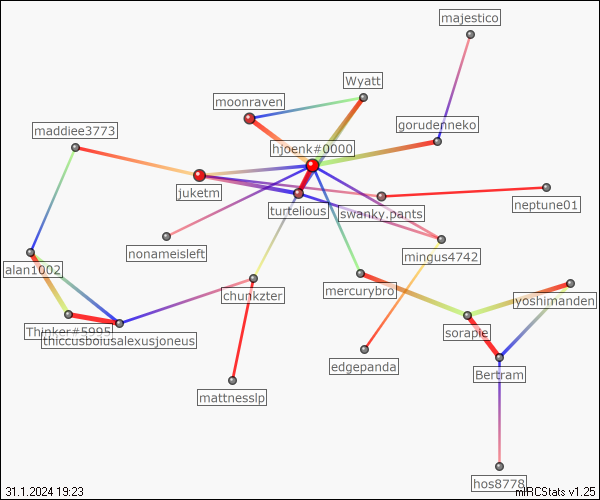 majestico
Wyatt
moonraven
gorudenneko
maddiee3773
hjoenk#0000
juketm
turtelious
swanky.pants
neptune01
nonameisleft
mingus4742
alan1002
chunkzter
mercurybro
yoshimanden
Thinker#5995
thiccusboiusalexusjoneus
sorapie
edgepanda
Bertram
mattnesslp
hos8778
31.1.2024 19:23
mIRCStats v1.25